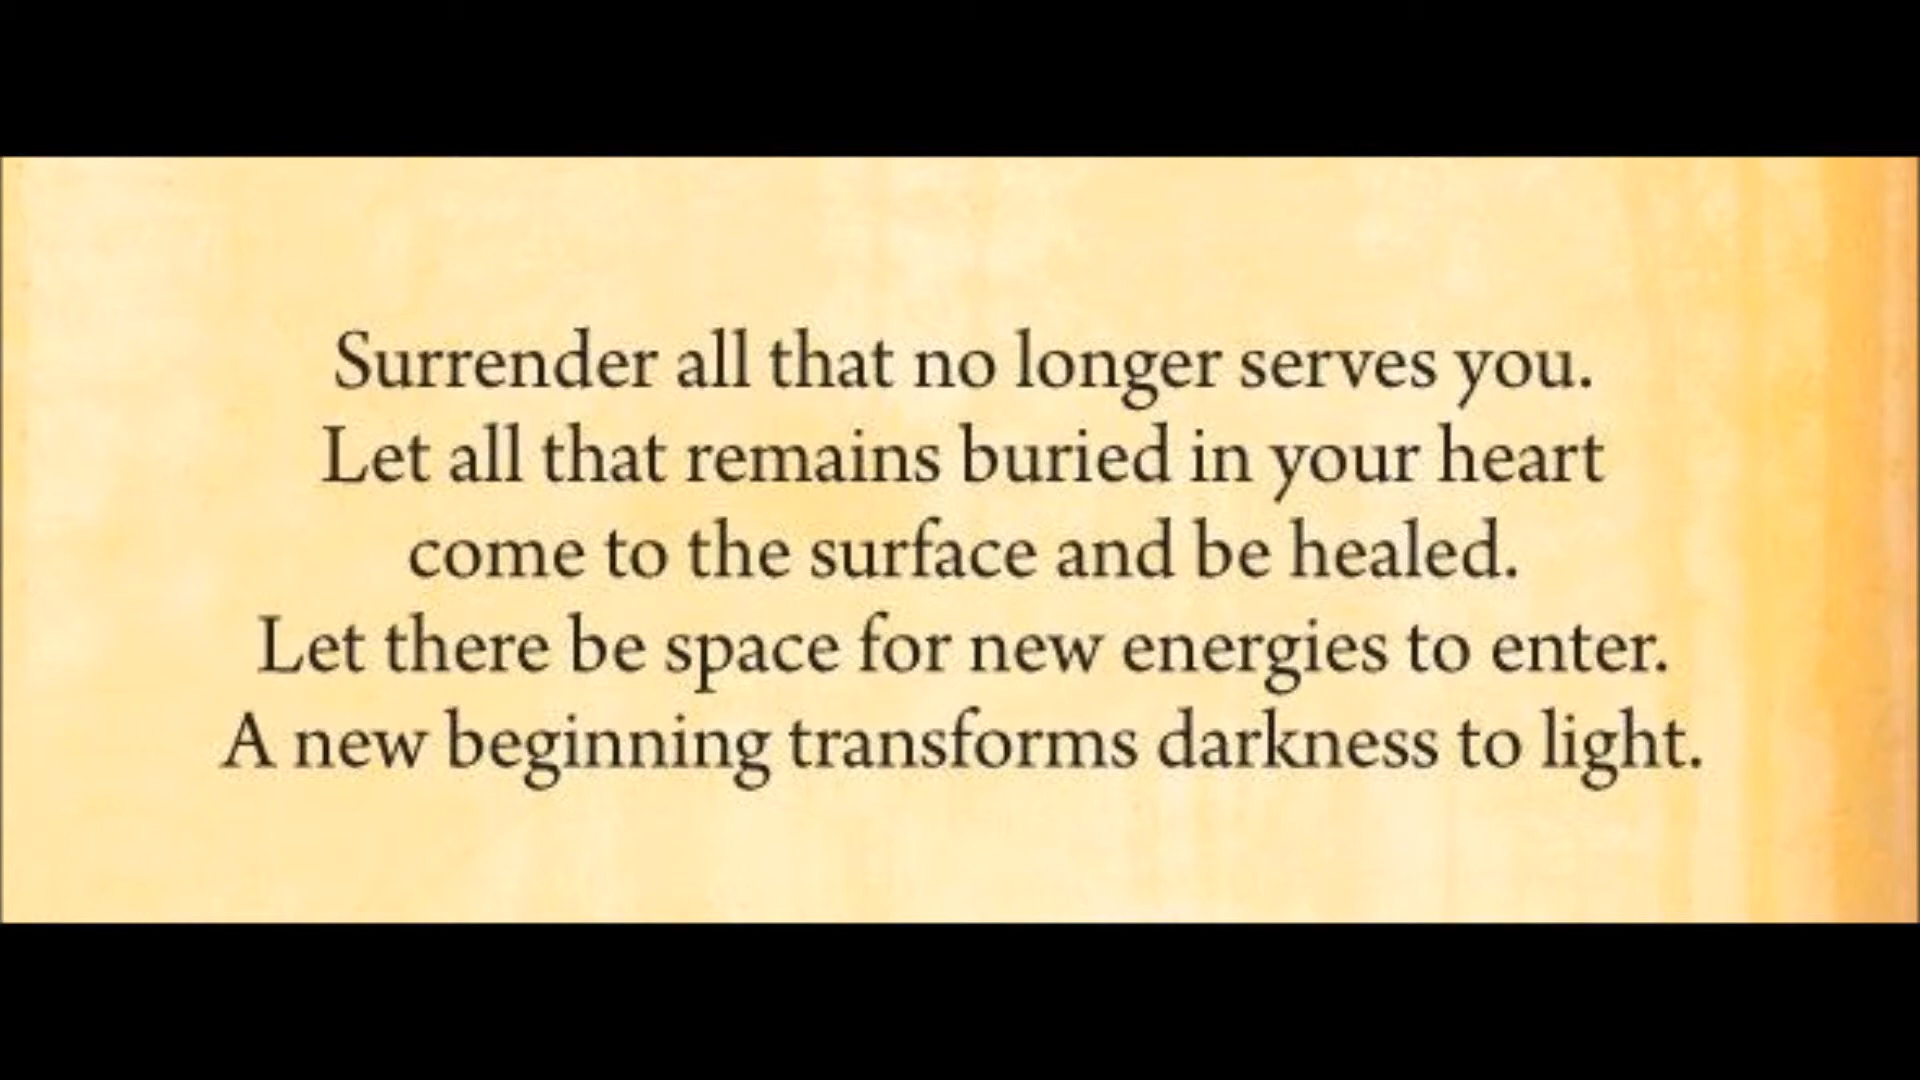 Surrender all that no longer serves you.
Let all that remains buried in your heart
come to the surface and be healed.
Let there be space for new energies to enter.
A new beginning transforms darkness to light.